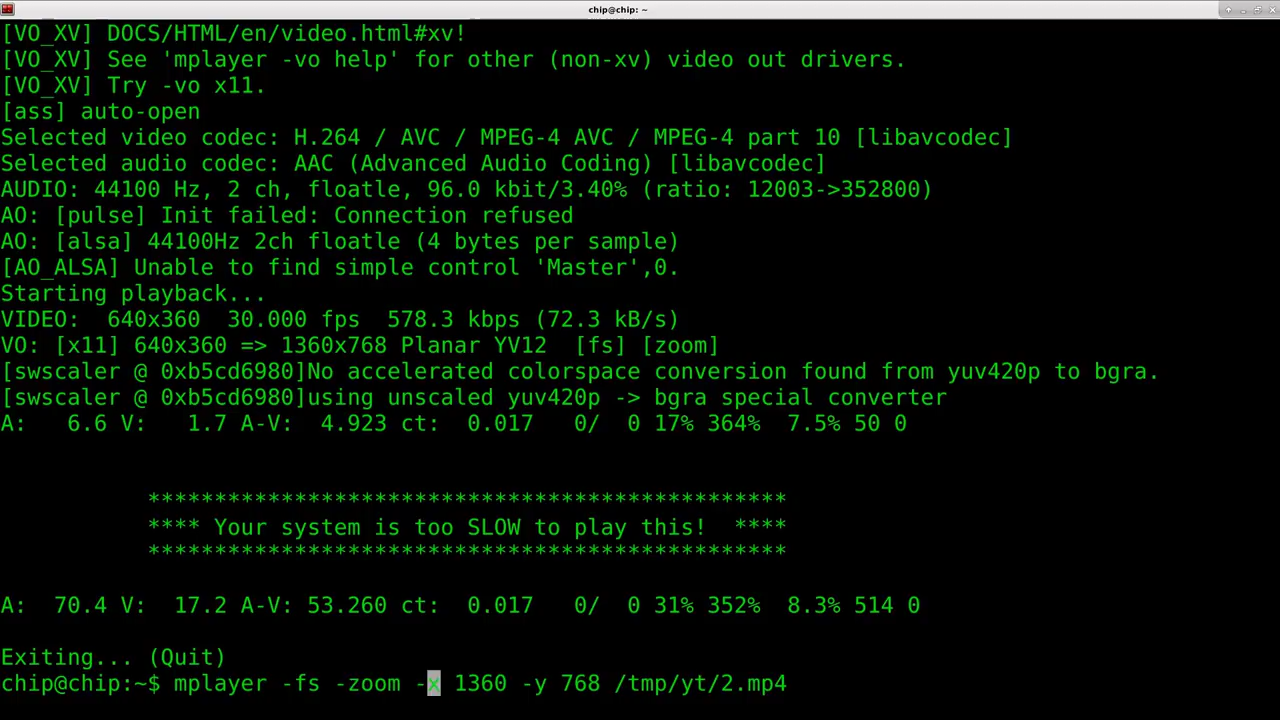 chip@chip: ~
[VO_XV] DOCS/HTML/en/video.html#xv!
[VO_XV] See 'mplayer -vo help' for other (non-xv) video out drivers.
[VO_XV] Try -vo x11.
[ass] auto-open
Selected video codec: H.264 / AVC / MPEG-4 AVC / MPEG-4 part 10 [libavcodec]
Selected audio codec: AAC (Advanced Audio Coding) [libavcodec]
AUDIO: 44100 Hz, 2 ch, floatle, 96.0 kbit/3.40% (ratio: 12003->352800)
AO: [pulse] Init failed: Connection refused
AO: [alsa] 44100Hz 2ch floatle (4 bytes per sample)
[AO_ALSA] Unable to find simple control 'Master',0.
Starting playback...
VIDEO:  640x360  30.000 fps  578.3 kbps (72.3 kB/s)
VO: [x11] 640x360 => 1360x768 Planar YV12  [fs] [zoom]
[swscaler @ 0xb5cd6980]No accelerated colorspace conversion found from yuv420p to bgra.
[swscaler @ 0xb5cd6980]using unscaled yuv420p -> bgra special converter
A:   6.6 V:   1.7 A-V:  4.923 ct:  0.017   0/  0 17% 364%  7.5% 50 0
************************************************
**** Your system is too SLOW to play this!  ****
************************************************
A:  70.4 V:  17.2 A-V: 53.260 ct:  0.017   0/  0 31% 352%  8.3% 514 0
Exiting... (Quit)
chip@chip:~$ mplayer -fs -zoom -x 1360 -y 768 /tmp/yt/2.mp4